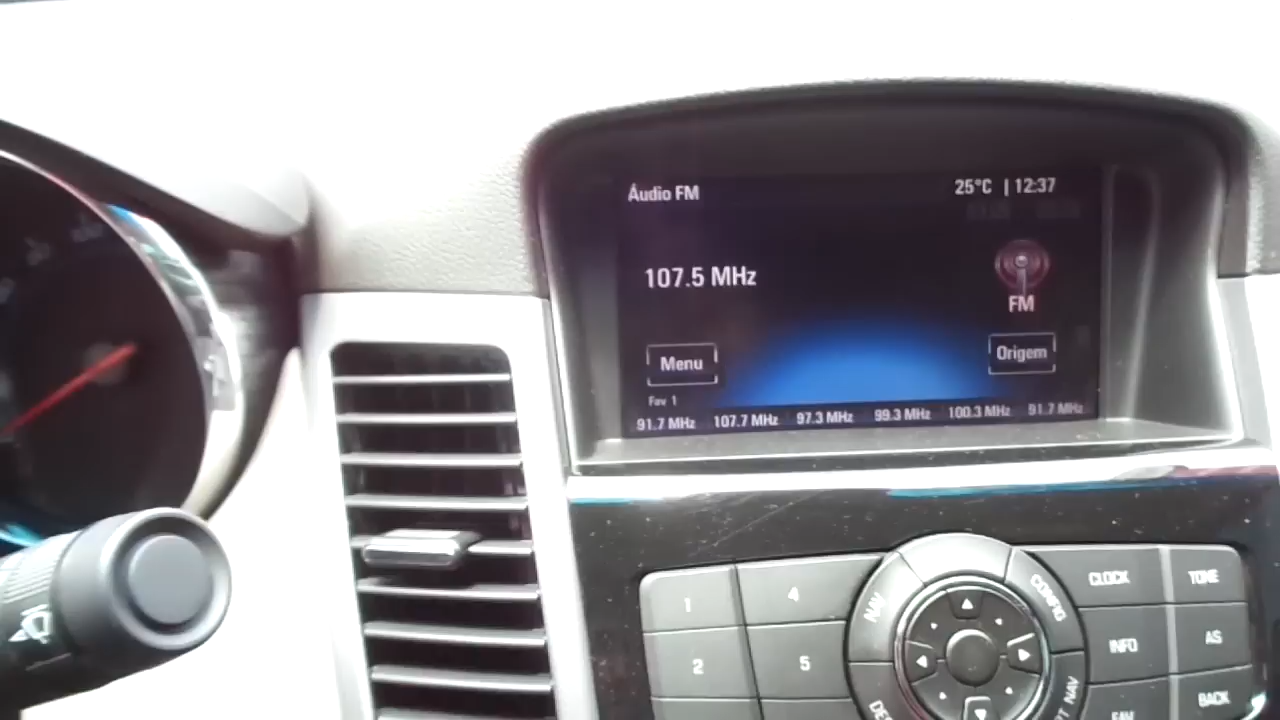 Áudio FM
25°C | 12:37
107.5 MHz
FM
Menu
Origem
Fav 1
91.7 MHz 107.7 MHz 97.3 MHz 99.3 MHz 100.3 MHz 91.7 MHz
1 4 NAV CONFIG CLOCK TONE
2 5 INFO AS
BACK
FAV